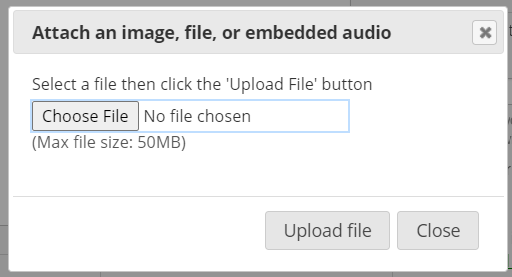 Attach an image, file, or embedded audio
Select a file then click the 'Upload File' button
Choose File No file chosen
(Max file size: 50MB)
Upload file Close